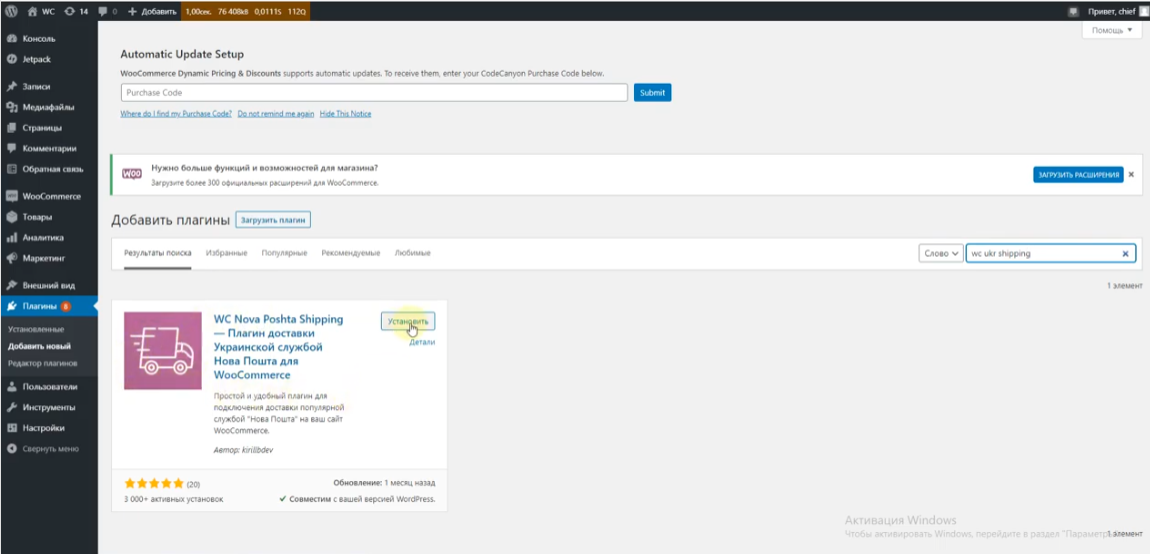 WC 14 0 Добавить 1,00сек. 76 408кВ 0,0111S 112Q Привет, chief
Помощь
Консоль
Jetpack
Записи
Медиафайлы
Страницы
Комментарии
Обратная связь
WooCommerce
Товары
Аналитика
Маркетинг
Внешний вид
Плагины 8
Установленные
Добавить новый
Редактор плагинов
Пользователи
Инструменты
Настройки
Свернуть меню
Automatic Update Setup
WooCommerce Dynamic Pricing & Discounts supports automatic updates. To receive them, enter your CodeCanyon Purchase Code below.
Purchase Code Submit
Where do I find my Purchase Code? Do not remind me again Hide This Notice
WOO
Нужно больше функций и возможностей для магазина?
Загрузите более 300 официальных расширений для WooCommerce.
ЗАГРУЗИТЬ РАСШИРЕНИЯ
Добавить плагины Загрузить плагин
Результаты поиска Избранные Популярные Рекомендуемые Любимые Слово wc ukr shipping
1 элемент
WC Nova Poshta Shipping
— Плагин доставки
Украинской службой
Нова Пошта для
WooCommerce
Установить
Детали
Простой и удобный плагин для
подключения доставки популярной
службой "Нова Пошта" на ваш сайт
WooCommerce.
Автор: kirillbdev
(20) Обновление: 1 месяц назад
3 000+ активных установок Совместим с вашей версией WordPress.
Активация Windows
Чтобы активировать Windows, перейдите в раздел "Параметры
1 элемент